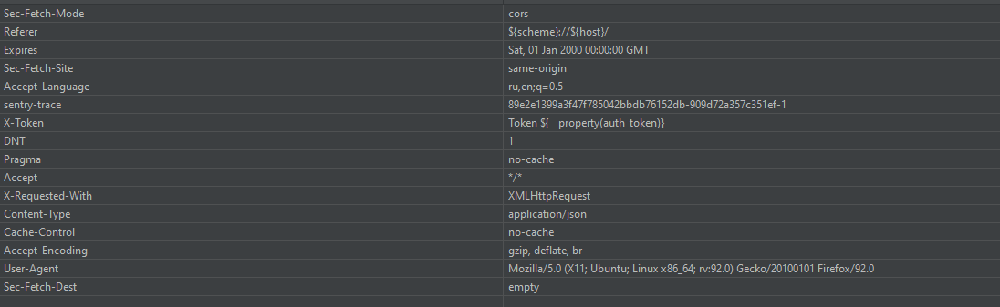 Sec-Fetch-Mode cors
Referer ${scheme}://${host}/
Expires Sat, 01 Jan 2000 00:00:00 GMT
Sec-Fetch-Site same-origin
Accept-Language ru,en;q=0.5
sentry-trace 89e2e1399a3f47f785042bbdb76152db-909d72a357c351ef-1
X-Token Token ${__property(auth_token)}
DNT 1
Pragma no-cache
Accept */*
X-Requested-With XMLHttpRequest
Content-Type application/json
Cache-Control no-cache
Accept-Encoding gzip, deflate, br
User-Agent Mozilla/5.0 (X11; Ubuntu; Linux x86_64; rv:92.0) Gecko/20100101 Firefox/92.0
Sec-Fetch-Dest empty